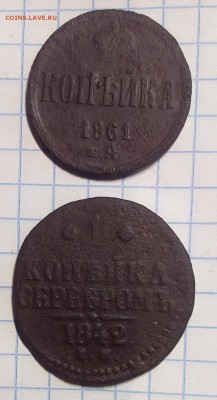 COINS.LAVE.RU
КОПѢЙКА
1861
Е.М.
КОПѢЙКА
СЕРЕБРОМЪ
1842